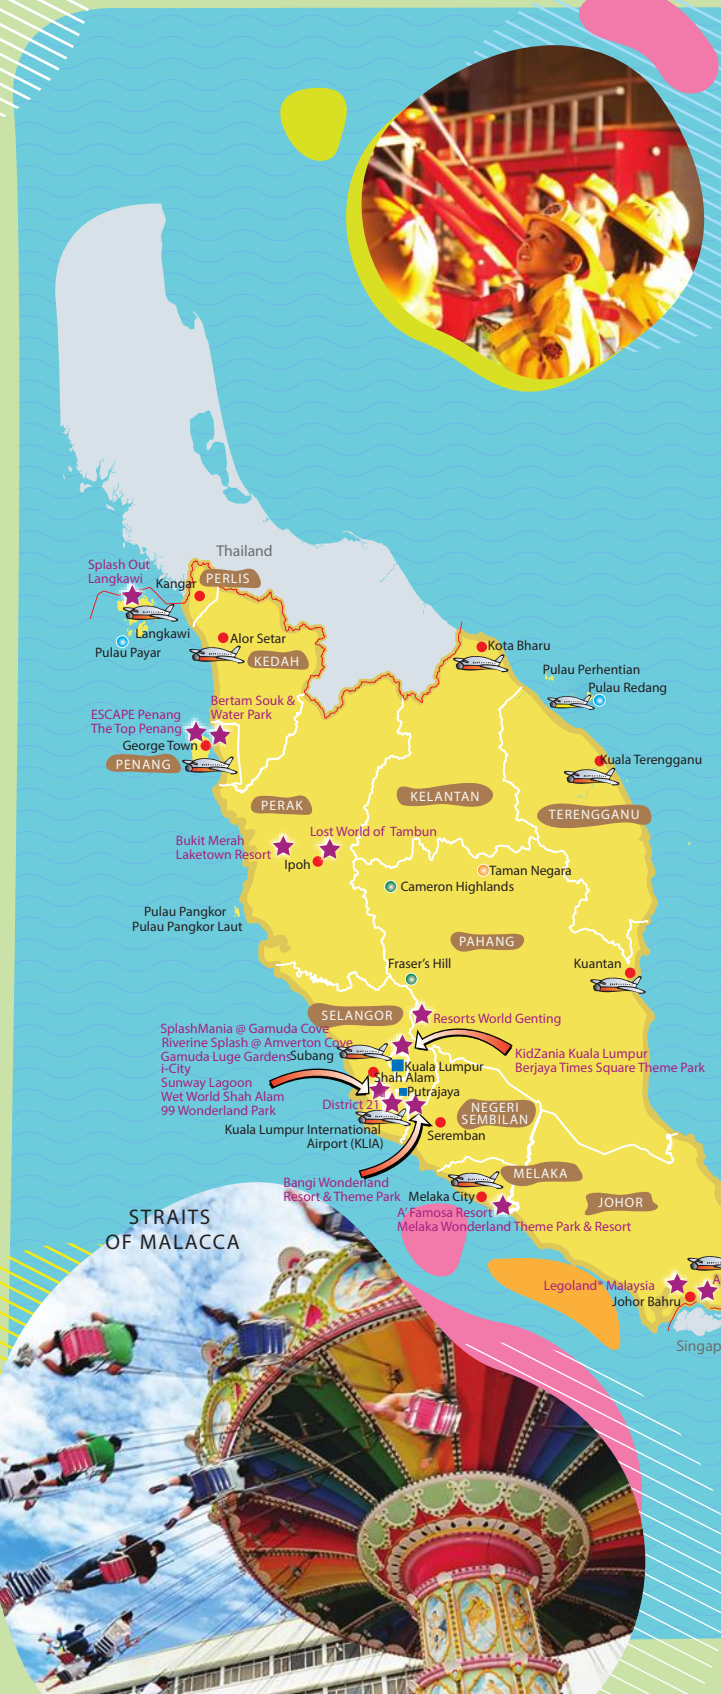 Thailand
Splash Out
Langkawi
Kangar
PERLIS
Langkawi
Pulau Payar
Alor Setar
KEDAH
Kota Bharu
Pulau Perhentian
Pulau Redang
Bertam Souk &
Water Park
ESCAPE Penang
The Top Penang
George Town
PENANG
Kuala Terengganu
PERAK
KELANTAN
TERENGGANU
Lost World of Tambun
Bukit Merah
Laketown Resort
Ipoh
Taman Negara
Cameron Highlands
Pulau Pangkor
Pulau Pangkor Laut
PAHANG
Fraser's Hill
Kuantan
SELANGOR
Resorts World Genting
SplashMania @ Gamuda Cove
Riverine Splash @ Amverton Cove
Gamuda Luge Gardens
i-City
Sunway Lagoon
Wet World Shah Alam
99 Wonderland Park
Subang
KidZania Kuala Lumpur
Berjaya Times Square Theme Park
Kuala Lumpur
Shah Alam
Putrajaya
District 21
NEGERI
SEMBILAN
Kuala Lumpur International
Airport (KLIA)
Seremban
Bangi Wonderland
Resort & Theme Park
MELAKA
Melaka City
JOHOR
A' Famosa Resort
Melaka Wonderland Theme Park & Resort
STRAITS
OF MALACCA
Legoland® Malaysia
A
Johor Bahru
Singap